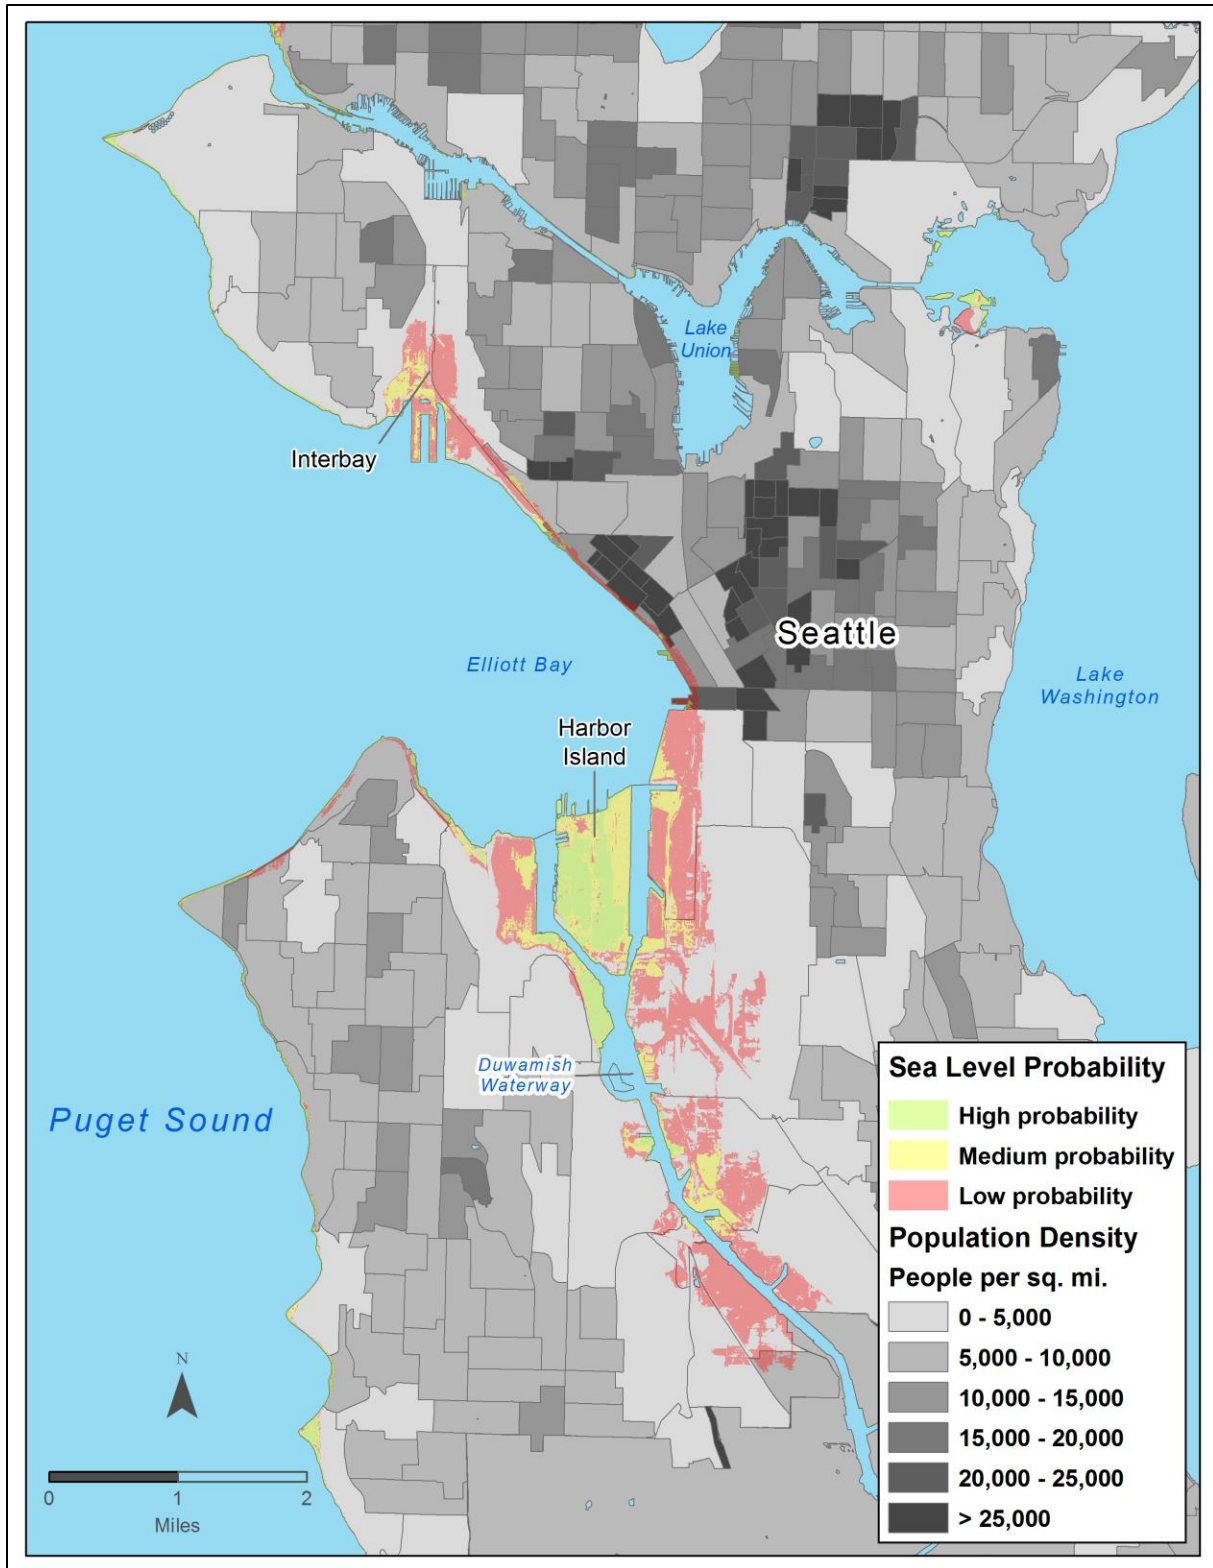 Lake
Union
Interbay
Seattle
Elliott Bay
Lake
Washington
Harbor
Island
Duwamish
Waterway
Puget Sound
N
0 1 2
Miles
Sea Level Probability
High probability
Medium probability
Low probability
Population Density
People per sq. mi.
0 - 5,000
5,000 - 10,000
10,000 - 15,000
15,000 - 20,000
20,000 - 25,000
> 25,000